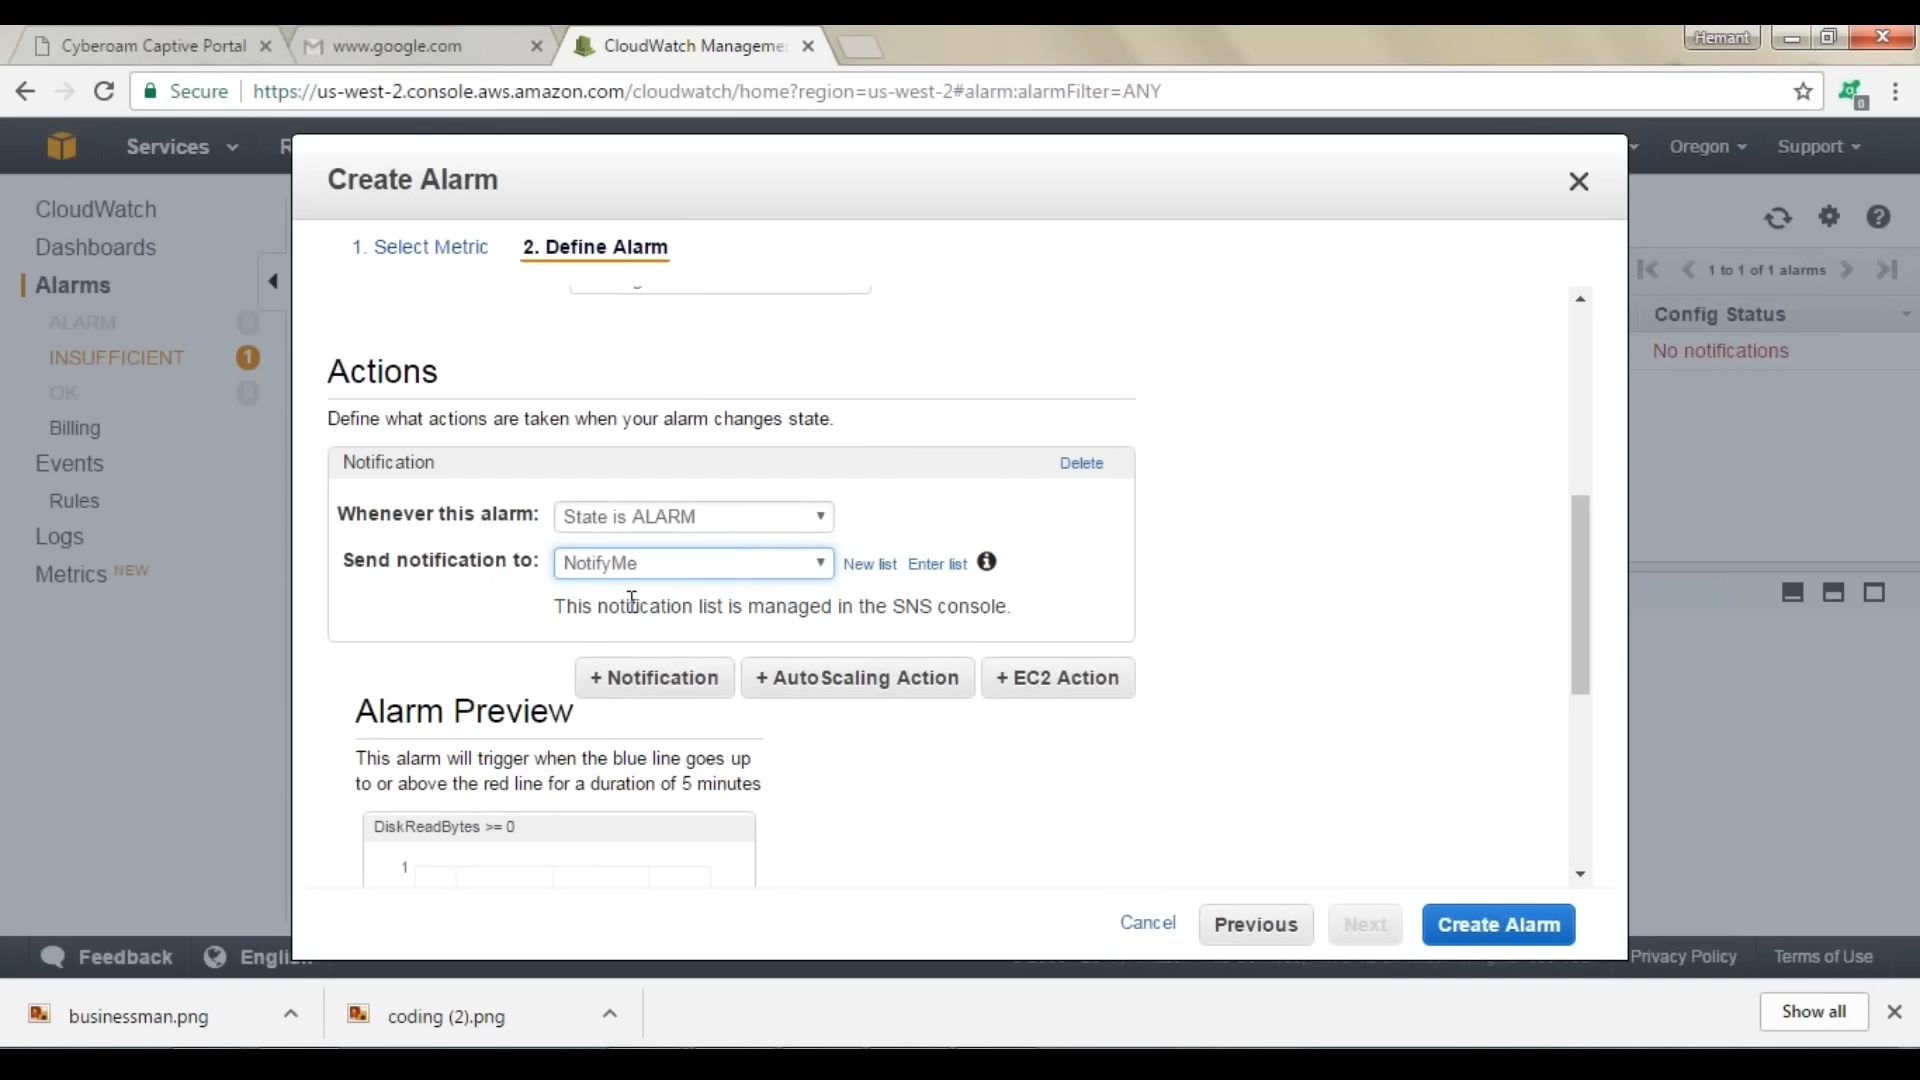 Cyberoam Captive Portal
www.google.com
CloudWatch Manageme
Hemant
Secure
https://us-west-2.console.aws.amazon.com/cloudwatch/home?region=us-west-2#alarm:alarmFilter=ANY
0
Services
R
Oregon
Support
Create Alarm
1. Select Metric
2. Define Alarm
CloudWatch
Dashboards
Alarms
ALARM 0
INSUFFICIENT 1
OK 0
Billing
Events
Rules
Logs
Metrics NEW
1 to 1 of 1 alarms
Config Status
No notifications
Actions
Define what actions are taken when your alarm changes state.
Notification
Delete
Whenever this alarm: State is ALARM
Send notification to: NotifyMe New list Enter list
This notification list is managed in the SNS console.
+ Notification
+ AutoScaling Action
+ EC2 Action
Alarm Preview
This alarm will trigger when the blue line goes up
to or above the red line for a duration of 5 minutes
DiskReadBytes >= 0
1
Cancel
Previous
Next
Create Alarm
Feedback
Engli
Privacy Policy
Terms of Use
businessman.png
coding (2).png
Show all